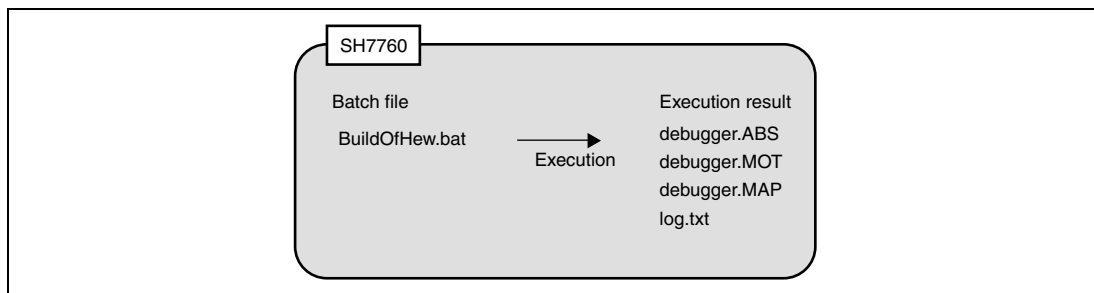 SH7760
Batch file
BuildOfHew.bat
Execution
Execution result
debugger.ABS
debugger.MOT
debugger.MAP
log.txt